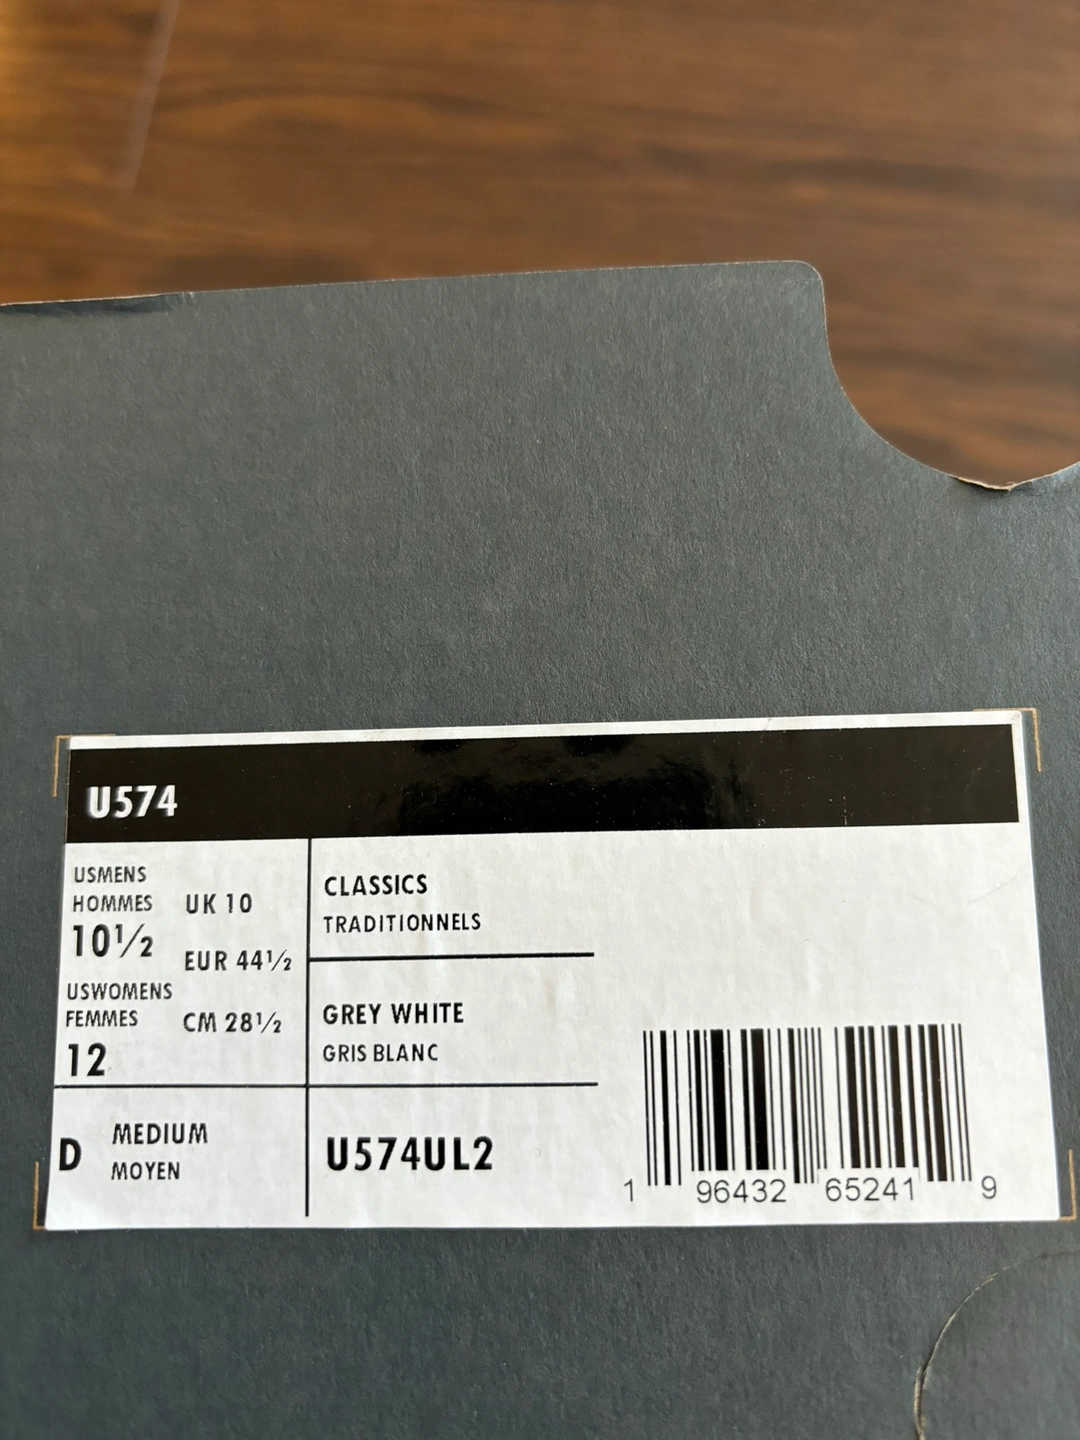 U574
USMENS
HOMMES
10½
UK 10
EUR 44½
USWOMENS
FEMMES
12
CM 28½
D
MEDIUM
MOYEN
CLASSICS
TRADITIONNELS
GREY WHITE
GRIS BLANC
U574UL2
1 96432 65241 9